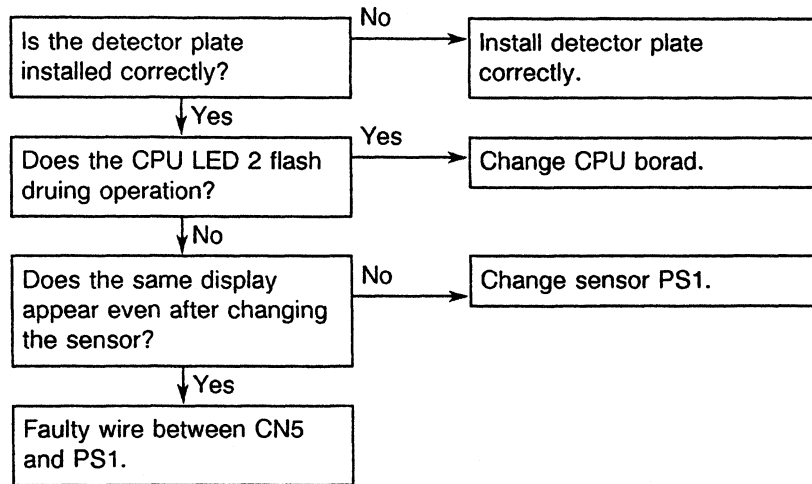 Is the detector plate
installed correctly?
No
Install detector plate
correctly.
Yes
Does the CPU LED 2 flash
druing operation?
Yes
Change CPU borad.
No
Does the same display
appear even after changing
the sensor?
No
Change sensor PS1.
Yes
Faulty wire between CN5
and PS1.